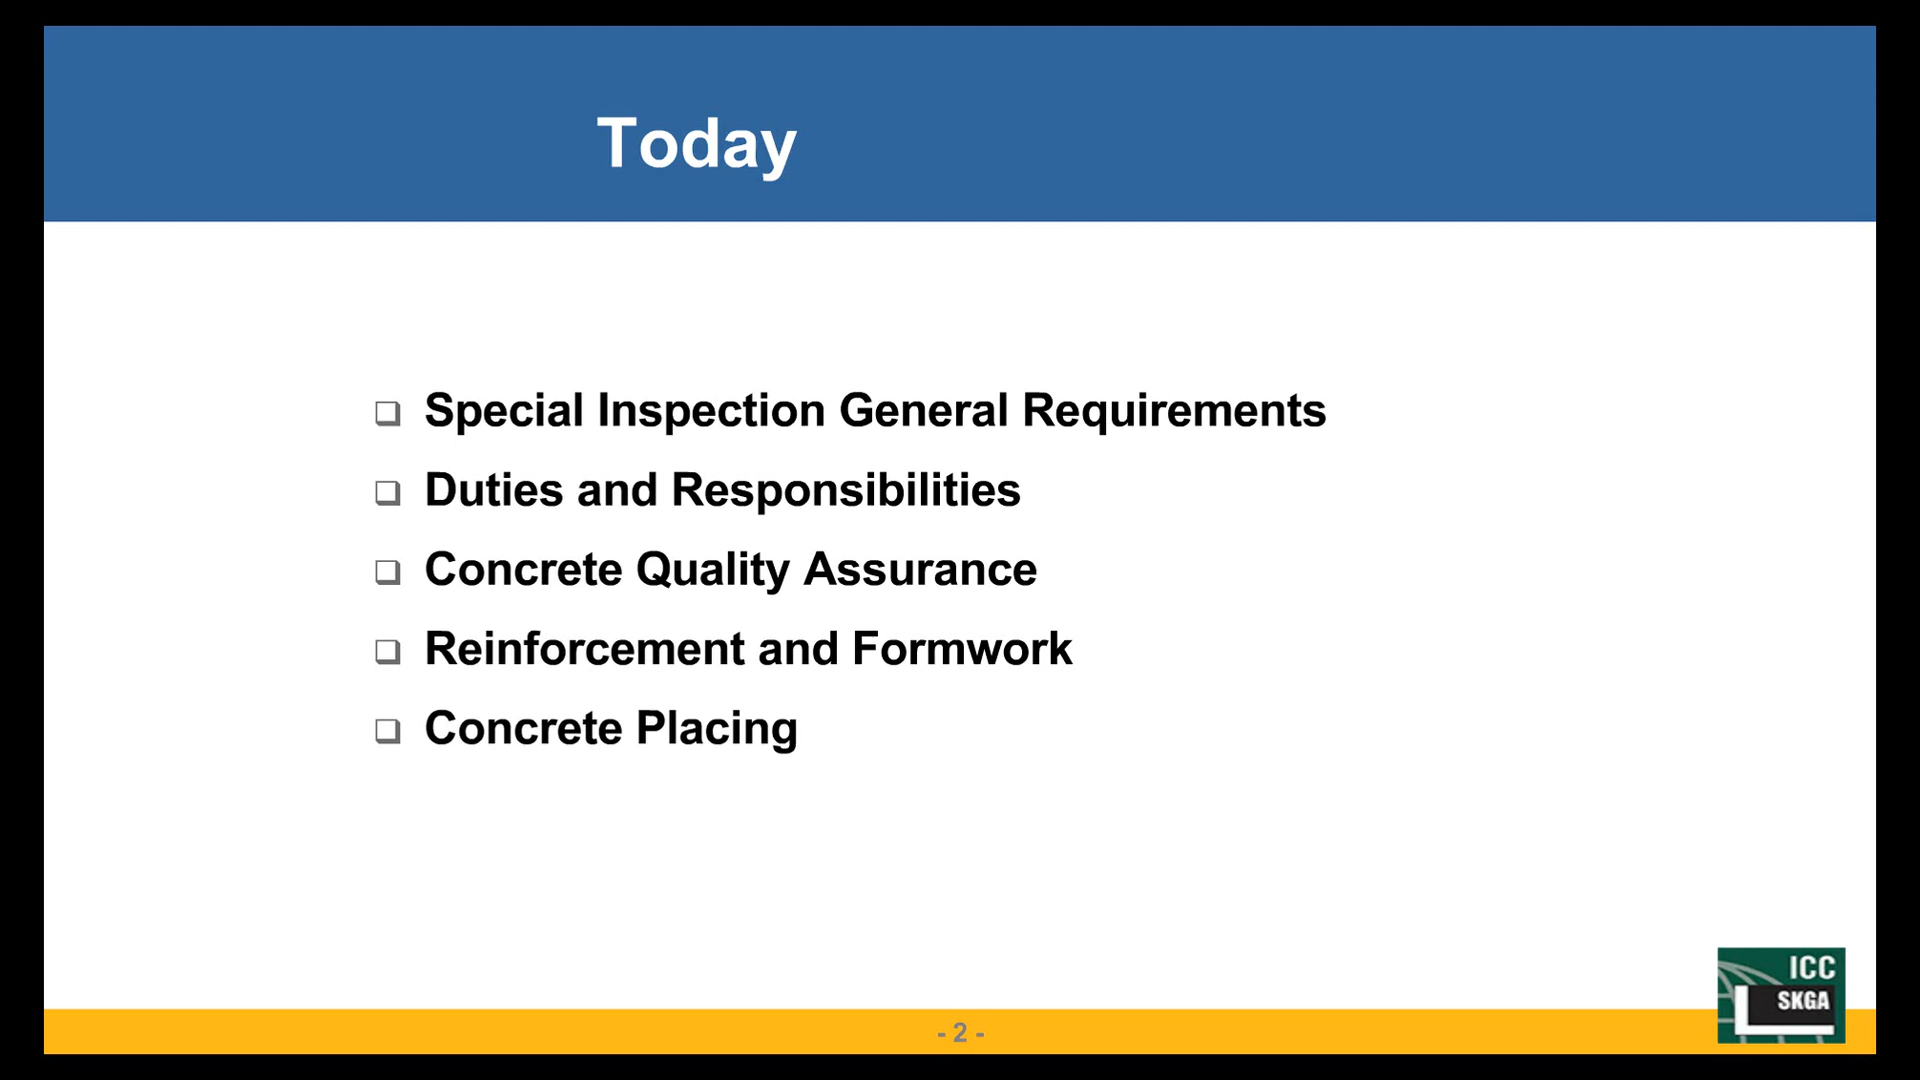 Today
❑ Special Inspection General Requirements
❑ Duties and Responsibilities
❑ Concrete Quality Assurance
❑ Reinforcement and Formwork
❑ Concrete Placing
- 2 -
ICC
SKGA